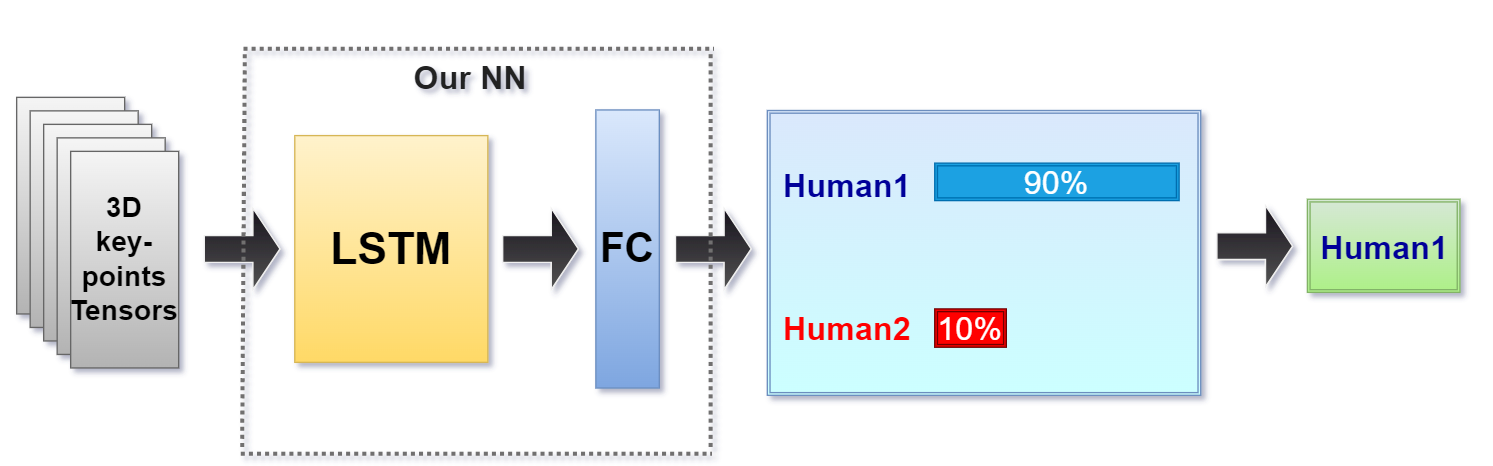 Our NN
3D
key-
points
Tensors
LSTM
FC
Human1 90%
Human2 10%
Human1